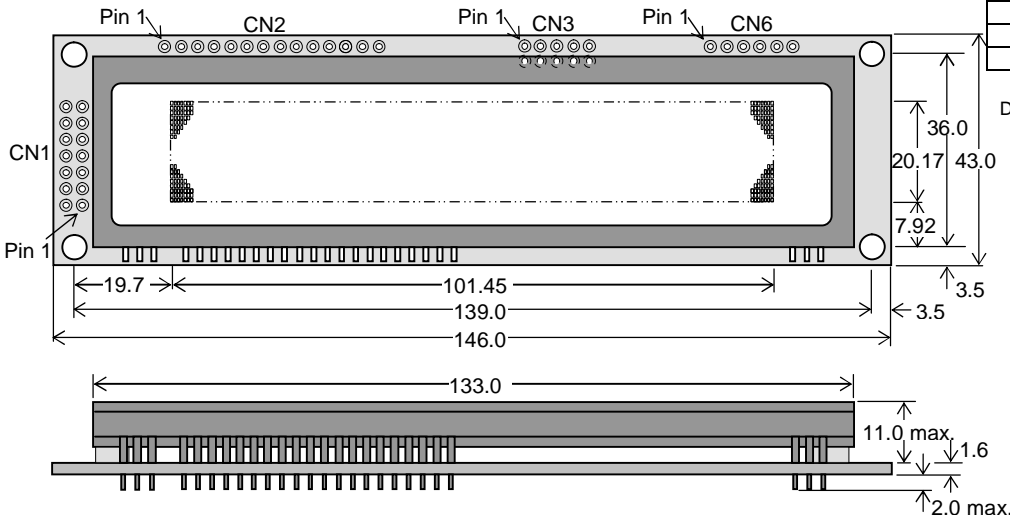 Pin 1
CN2
Pin 1
CN3
Pin 1
CN6
D
36.0
CN1
20.17
43.0
7.92
Pin 1
19.7
101.45
3.5
139.0
3.5
146.0
133.0
11.0 max.
1.6
2.0 max.